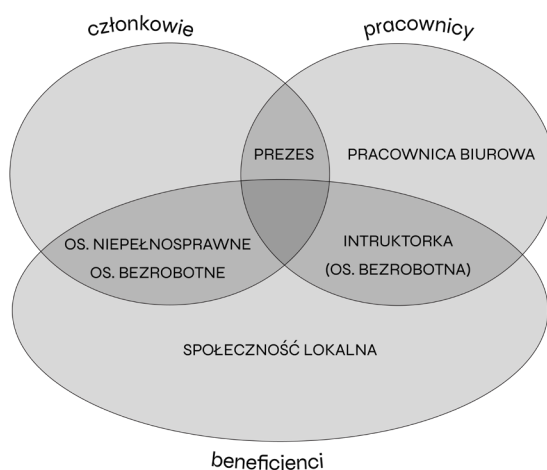 członkowie
pracownicy
PREZES
PRACOWNICA BIUROWA
OS. NIEPEŁNOSPRAWNE
OS. BEZROBOTNE
INTRUKTORKA
(OS. BEZROBOTNA)
SPOŁECZNOŚĆ LOKALNA
beneficienci